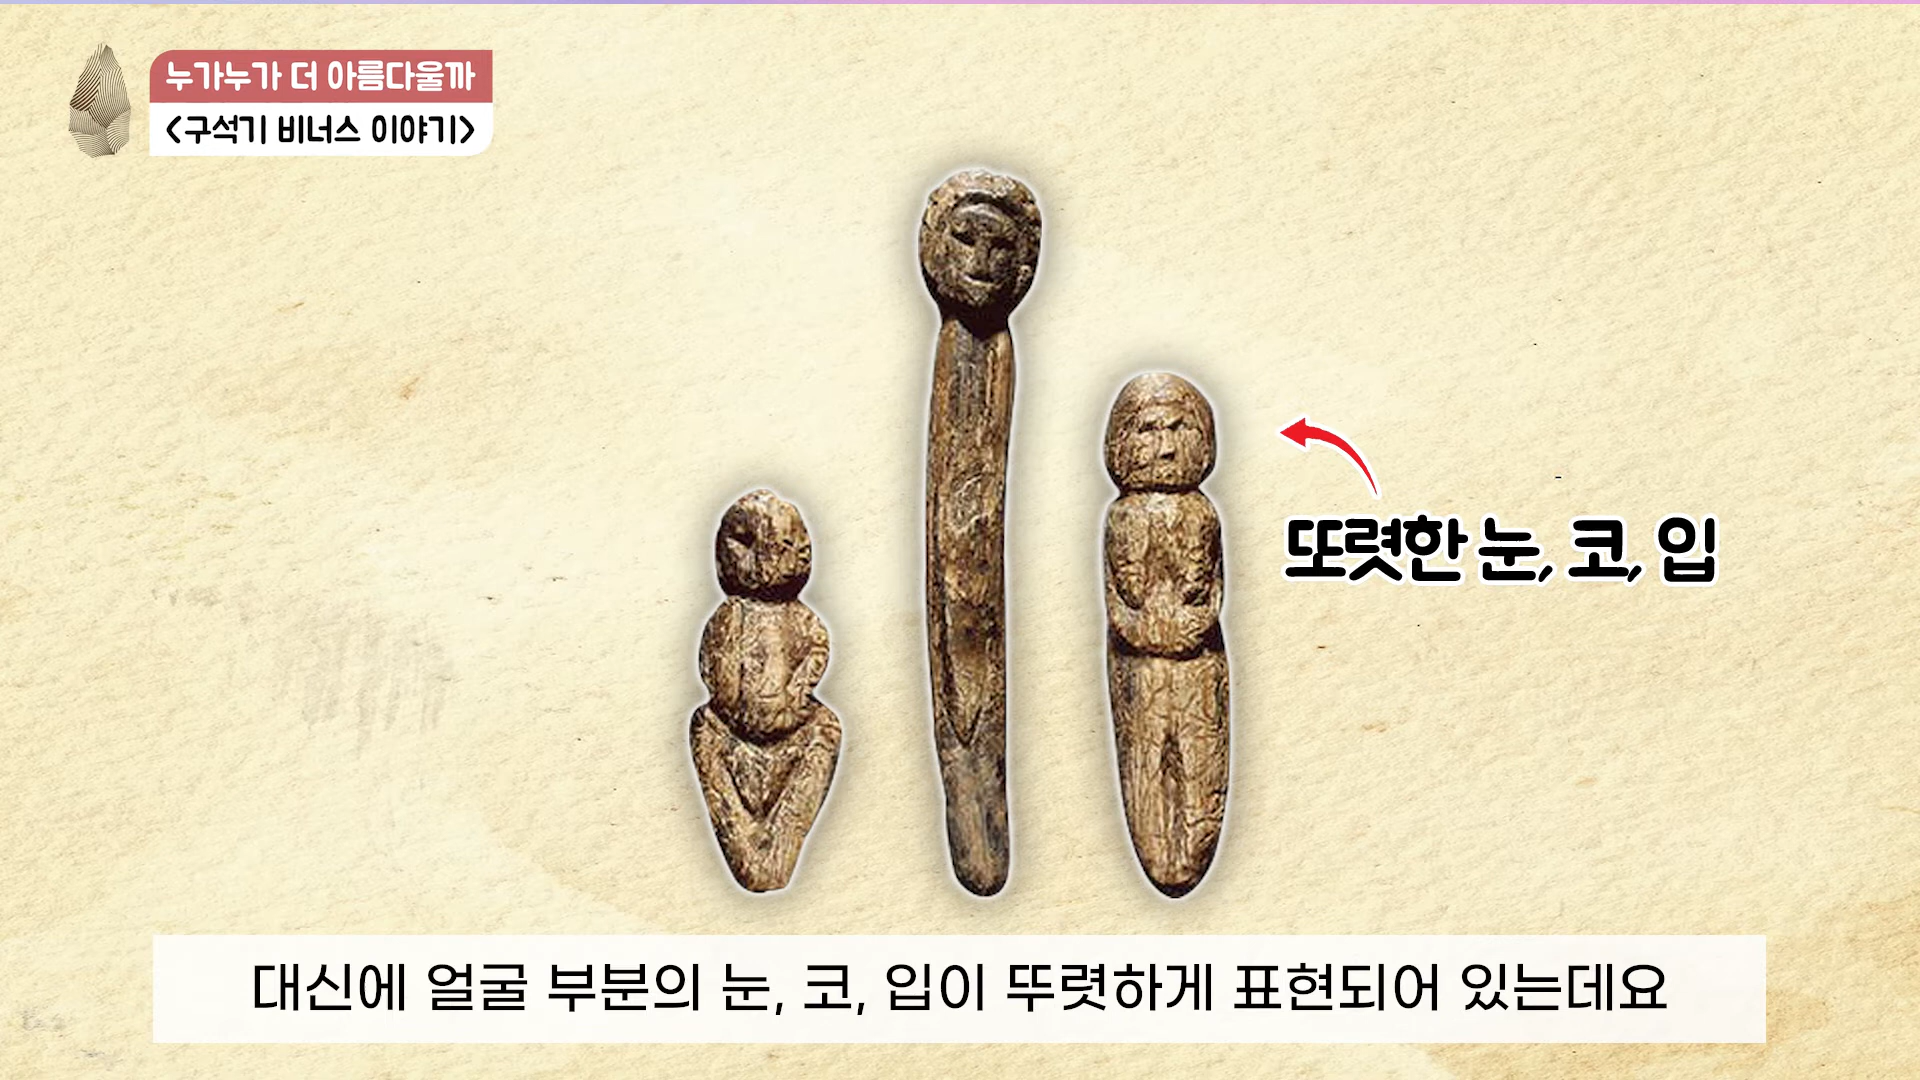 누가누가 더 아름다울까
<구석기 비너스 이야기>
또렷한 눈, 코, 입
대신에 얼굴 부분의 눈, 코, 입이 뚜렷하게 표현되어 있는데요